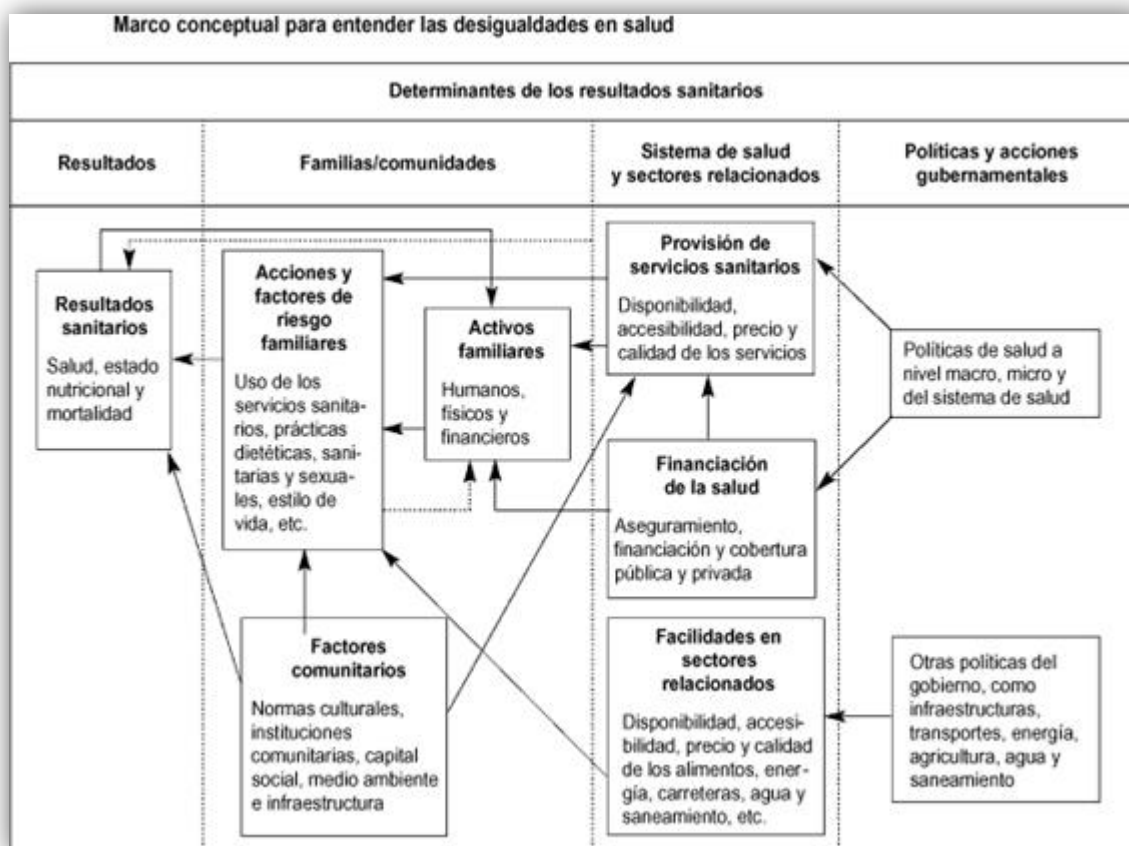 Marco conceptual para entender las desigualdades en salud
Determinantes de los resultados sanitarios
Resultados
Familias/comunidades
Sistema de salud
y sectores relacionados
Políticas y acciones
gubernamentales
Resultados
sanitarios
Salud, estado
nutricional y
mortalidad
Acciones y
factores de
riesgo
familiares
Uso de los
servicios sanita-
rios, prácticas
dietéticas, sani-
tarias y sexua-
les, estilo de
vida, etc.
Activos
familiares
Humanos,
físicos y
financieros
Factores
comunitarios
Normas culturales,
instituciones
comunitarias, capital
social, medio ambiente
e infraestructura
Provisión de
servicios sanitarios
Disponibilidad,
accesibilidad, precio y
calidad de los servicios
Financiación
de la salud
Aseguramiento,
financiación y cobertura
pública y privada
Facilidades en
sectores
relacionados
Disponibilidad, accesi-
bilidad, precio y calidad
de los alimentos, ener-
gía, carreteras, agua y
saneamiento, etc.
Políticas de salud a
nivel macro, micro y
del sistema de salud
Otras políticas del
gobierno, como
infraestructuras,
transportes, energía,
agricultura, agua y
saneamiento